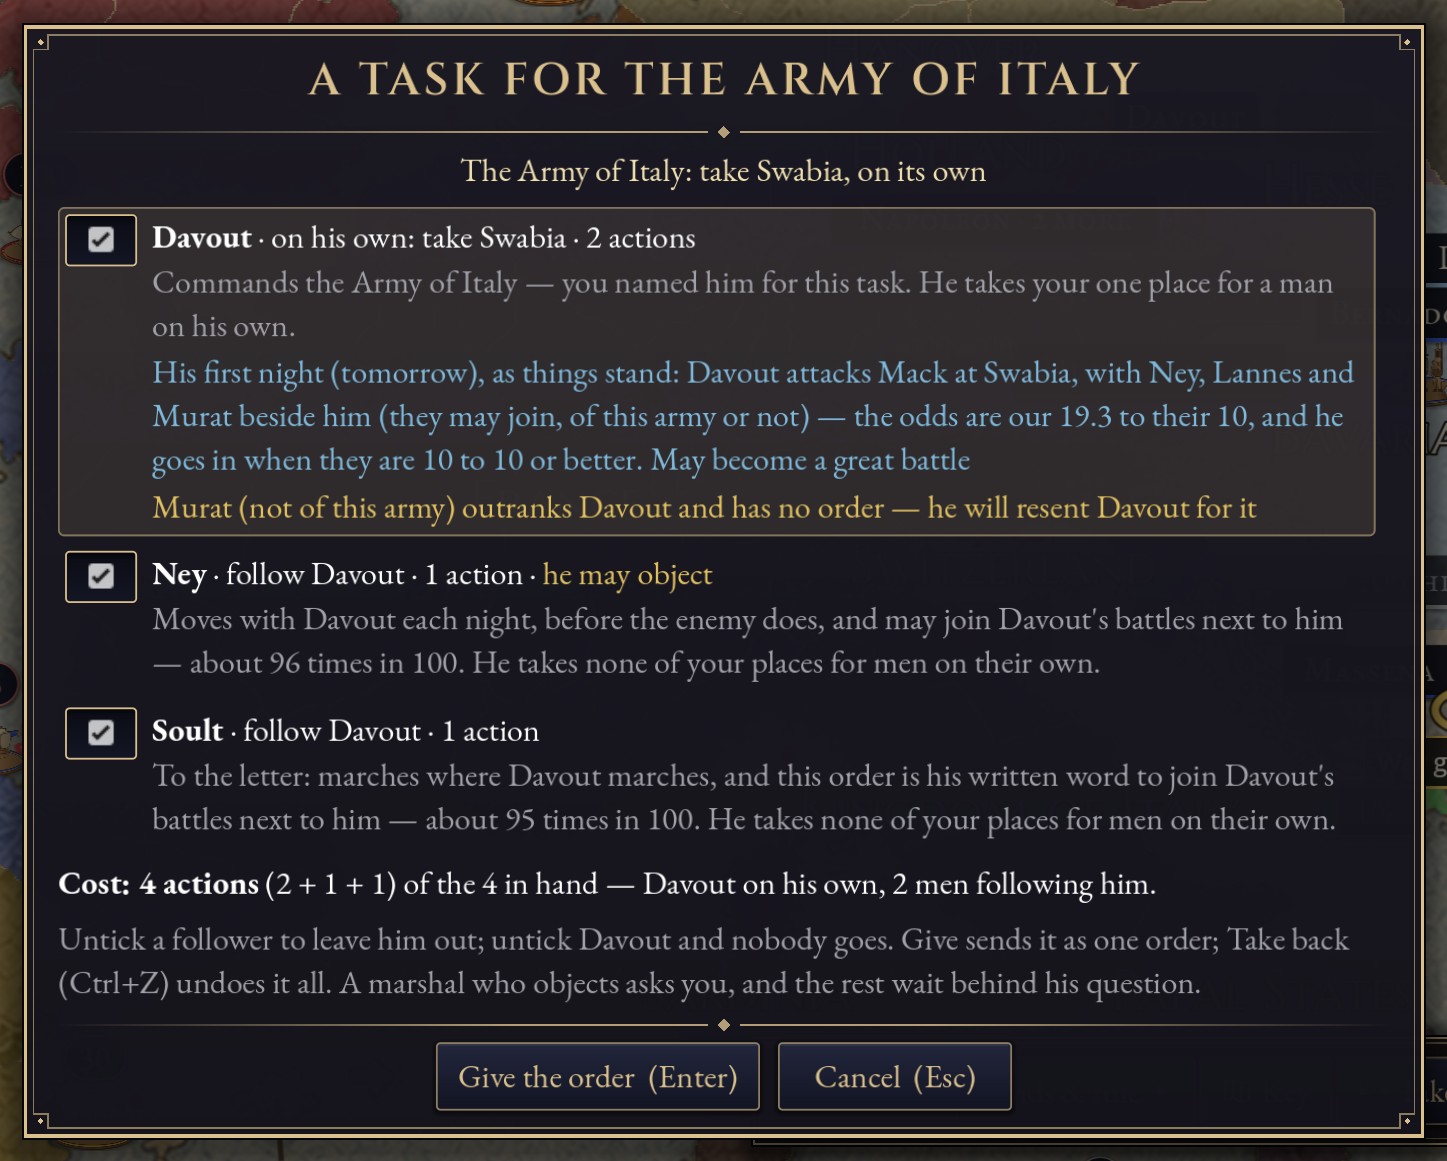 A TASK FOR THE ARMY OF ITALY
The Army of Italy: take Swabia, on its own
Davout · on his own: take Swabia · 2 actions
Commands the Army of Italy — you named him for this task. He takes your one place for a man
on his own.
His first night (tomorrow), as things stand: Davout attacks Mack at Swabia, with Ney, Lannes and
Murat beside him (they may join, of this army or not) — the odds are our 19.3 to their 10, and he
goes in when they are 10 to 10 or better. May become a great battle
Murat (not of this army) outranks Davout and has no order — he will resent Davout for it
Ney · follow Davout · 1 action · he may object
Moves with Davout each night, before the enemy does, and may join Davout's battles next to him
— about 96 times in 100. He takes none of your places for men on their own.
Soult · follow Davout · 1 action
To the letter: marches where Davout marches, and this order is his written word to join Davout's
battles next to him — about 95 times in 100. He takes none of your places for men on their own.
Cost: 4 actions (2 + 1 + 1) of the 4 in hand — Davout on his own, 2 men following him.
Untick a follower to leave him out; untick Davout and nobody goes. Give sends it as one order; Take back
(Ctrl+Z) undoes it all. A marshal who objects asks you, and the rest wait behind his question.
Give the order (Enter)
Cancel (Esc)